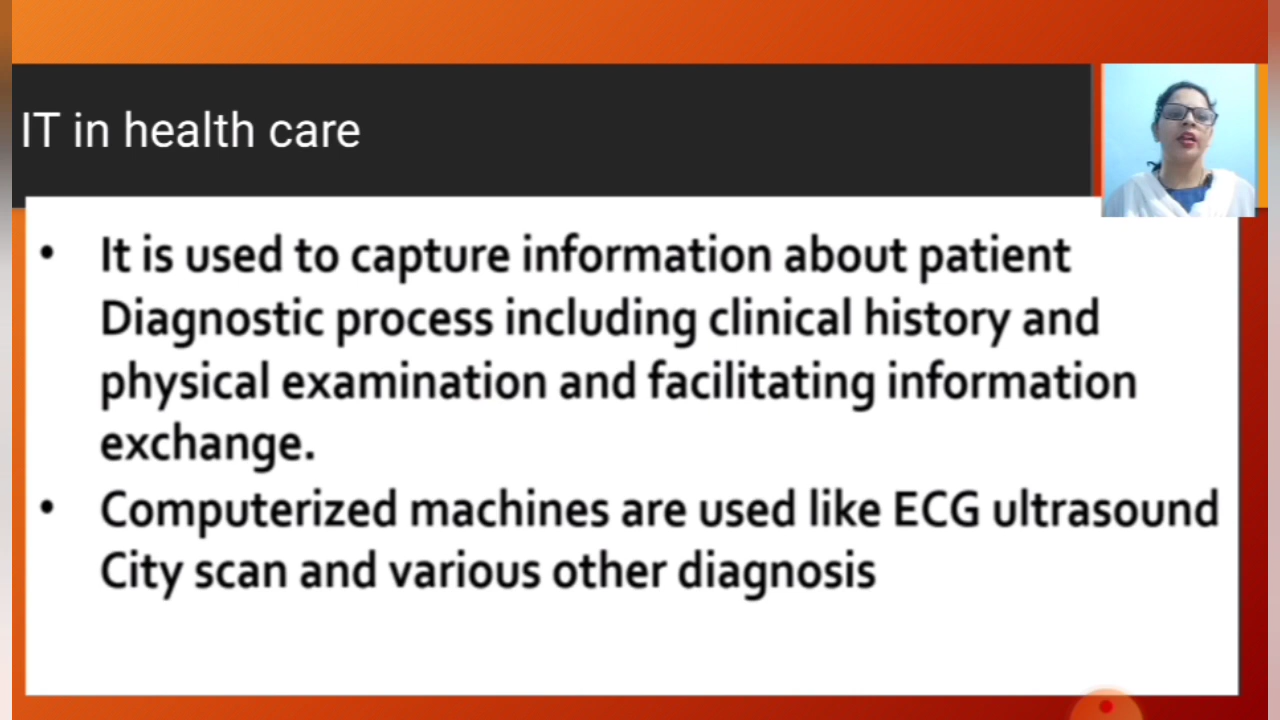 IT in health care
• It is used to capture information about patient
Diagnostic process including clinical history and
physical examination and facilitating information
exchange.
• Computerized machines are used like ECG ultrasound
City scan and various other diagnosis